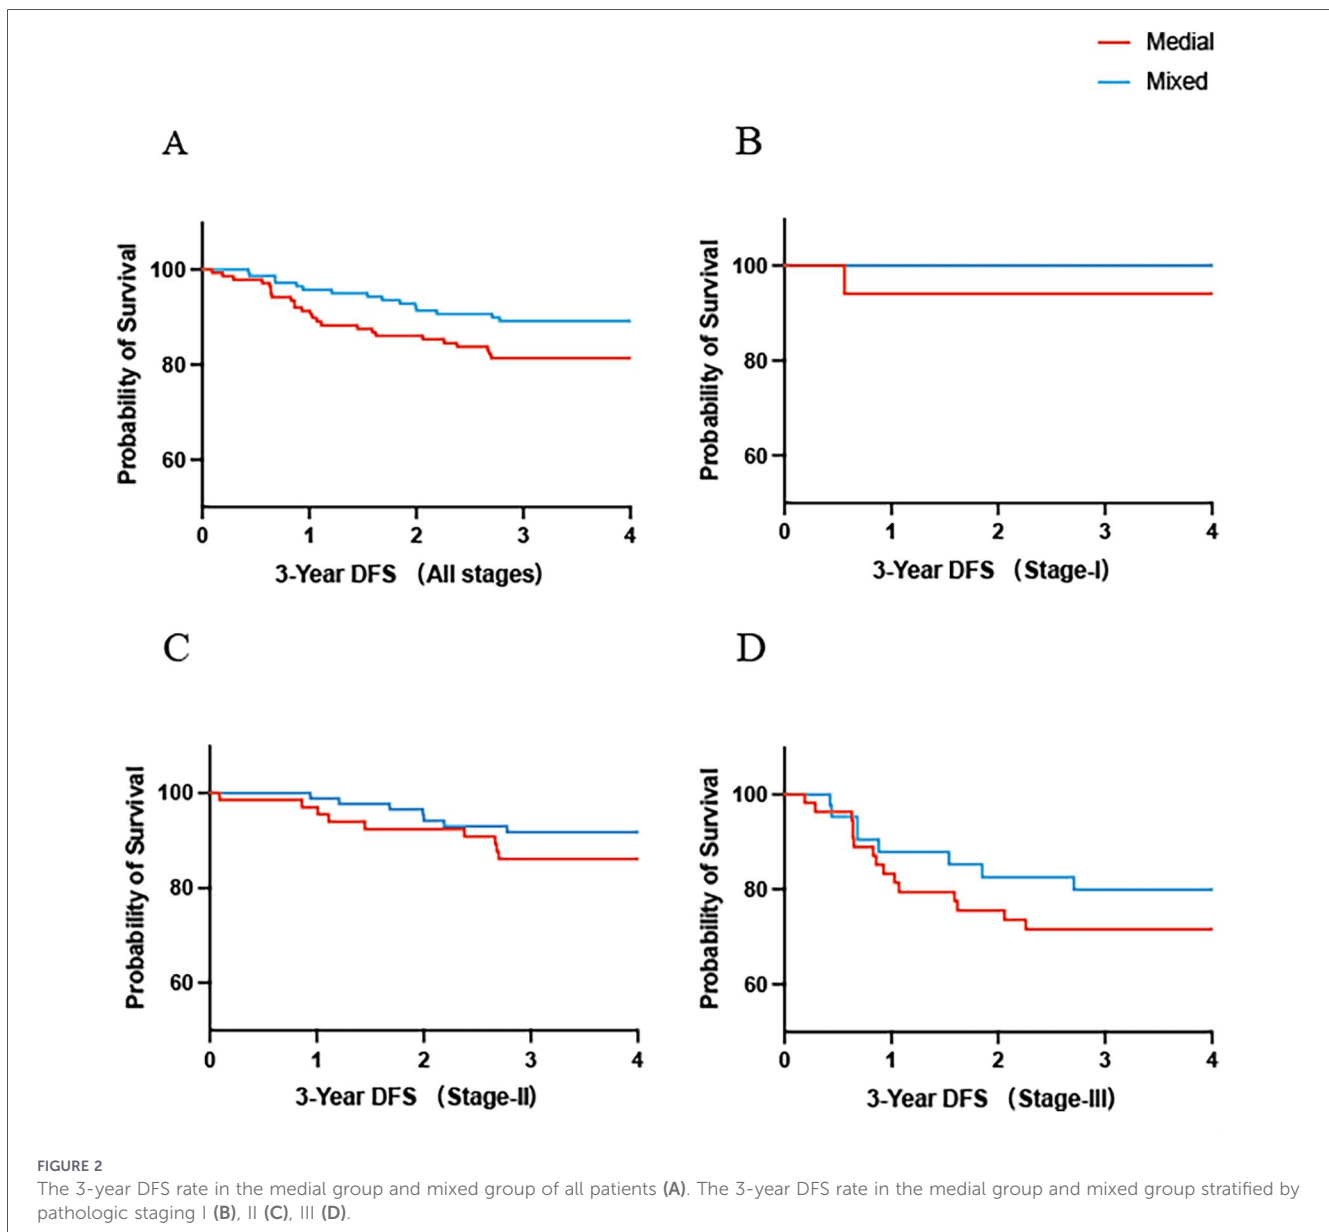 Medial
Mixed
A
Probability of Survival
100
80
60
0 1 2 3 4
3-Year DFS (All stages)
B
Probability of Survival
100
80
60
0 1 2 3 4
3-Year DFS (Stage-I)
C
Probability of Survival
100
80
60
0 1 2 3 4
3-Year DFS (Stage-II)
D
Probability of Survival
100
80
60
0 1 2 3 4
3-Year DFS (Stage-III)
FIGURE 2
The 3-year DFS rate in the medial group and mixed group of all patients (A). The 3-year DFS rate in the medial group and mixed group stratified by
pathologic staging I (B), II (C), III (D).